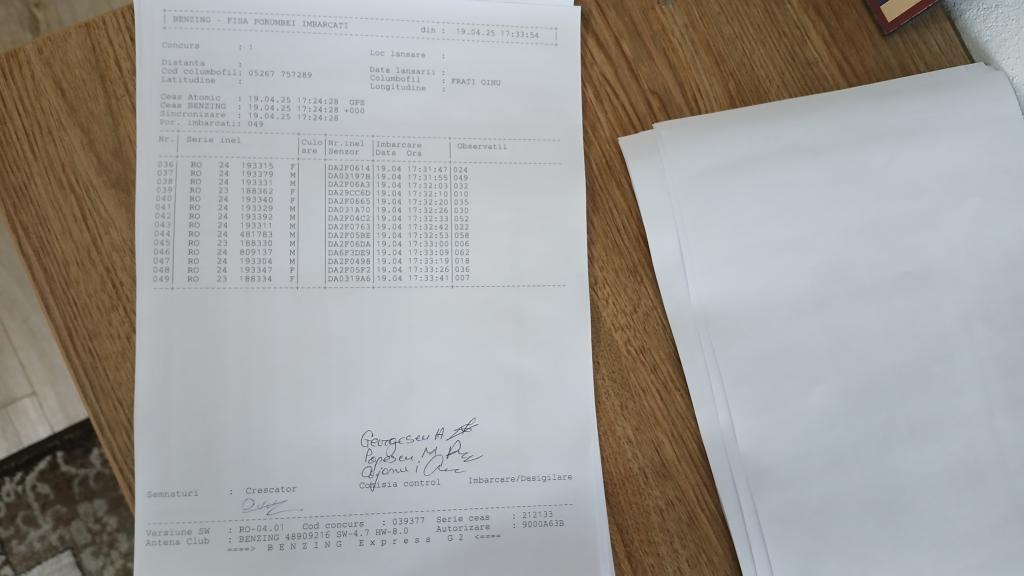 BENZING - FISA PORUMBEI IMBARCATI din : 19.04.25 17:33:54
Concurs : 1 Loc lansare :
Distanta : Data lansarii :
Cod columbofil: 05267 757289 Columbofil : FRATI OINU
Latitudine : Longitudine :
Ceas Atomic : 19.04.25 17:24:28 GPS
Ceas BENZING : 19.04.25 17:24:28 +000
Sincronizare : 19.04.25 17:24:28
Por. imbarcati: 049
Nr. Serie inel Culo Nr.inel Imbarcare Observatii
are Senzor Data Ora
036 RO 24 193315 F DA2F0614 19.04 17:31:47 024
037 RO 24 193379 M DA03197B 19.04 17:31:55 049
038 RO 24 193331 M DA2F06A3 19.04 17:32:03 032
039 RO 23 188362 F DA29CC6D 19.04 17:32:10 010
040 RO 24 193340 F DA2F0665 19.04 17:32:20 035
041 RO 24 193329 M DA031A70 19.04 17:32:26 030
042 RO 24 193392 M DA2F04C2 19.04 17:32:33 052
043 RO 24 193311 M DA2F0763 19.04 17:32:42 022
044 RO 24 481783 M DA2F05BE 19.04 17:32:53 058
045 RO 23 188330 M DA2F06DA 19.04 17:33:00 006
046 RO 24 809137 M DA6F3DE9 19.04 17:33:09 062
047 RO 24 193304 M DA2F0498 19.04 17:33:19 018
048 RO 24 193347 F DA2F05F2 19.04 17:33:26 036
049 RO 23 188334 F DA0319A6 19.04 17:33:41 007
Georgescu A
Popescu M
Semnaturi : Crescator Comisia control Imbarcare/Desigilare
Versiune SW : RO-04.01 Cod concurs : 039377 Serie ceas : 212133
Antena Club : BENZING 48909216 SW-4.7 HW-8.0 Autorizare : 9000A63B
====> B E N Z I N G E x p r e s s G 2 <====